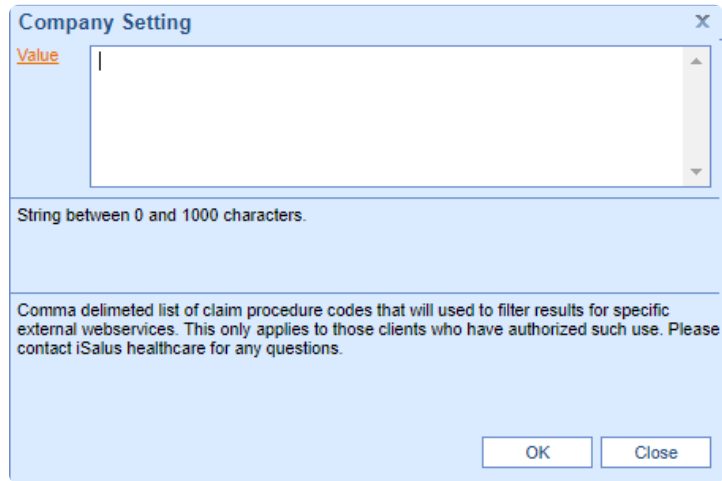 Company Setting
X
Value
String between 0 and 1000 characters.
Comma delimeted list of claim procedure codes that will used to filter results for specific
external webservices. This only applies to those clients who have authorized such use. Please
contact iSalus healthcare for any questions.
OK
Close